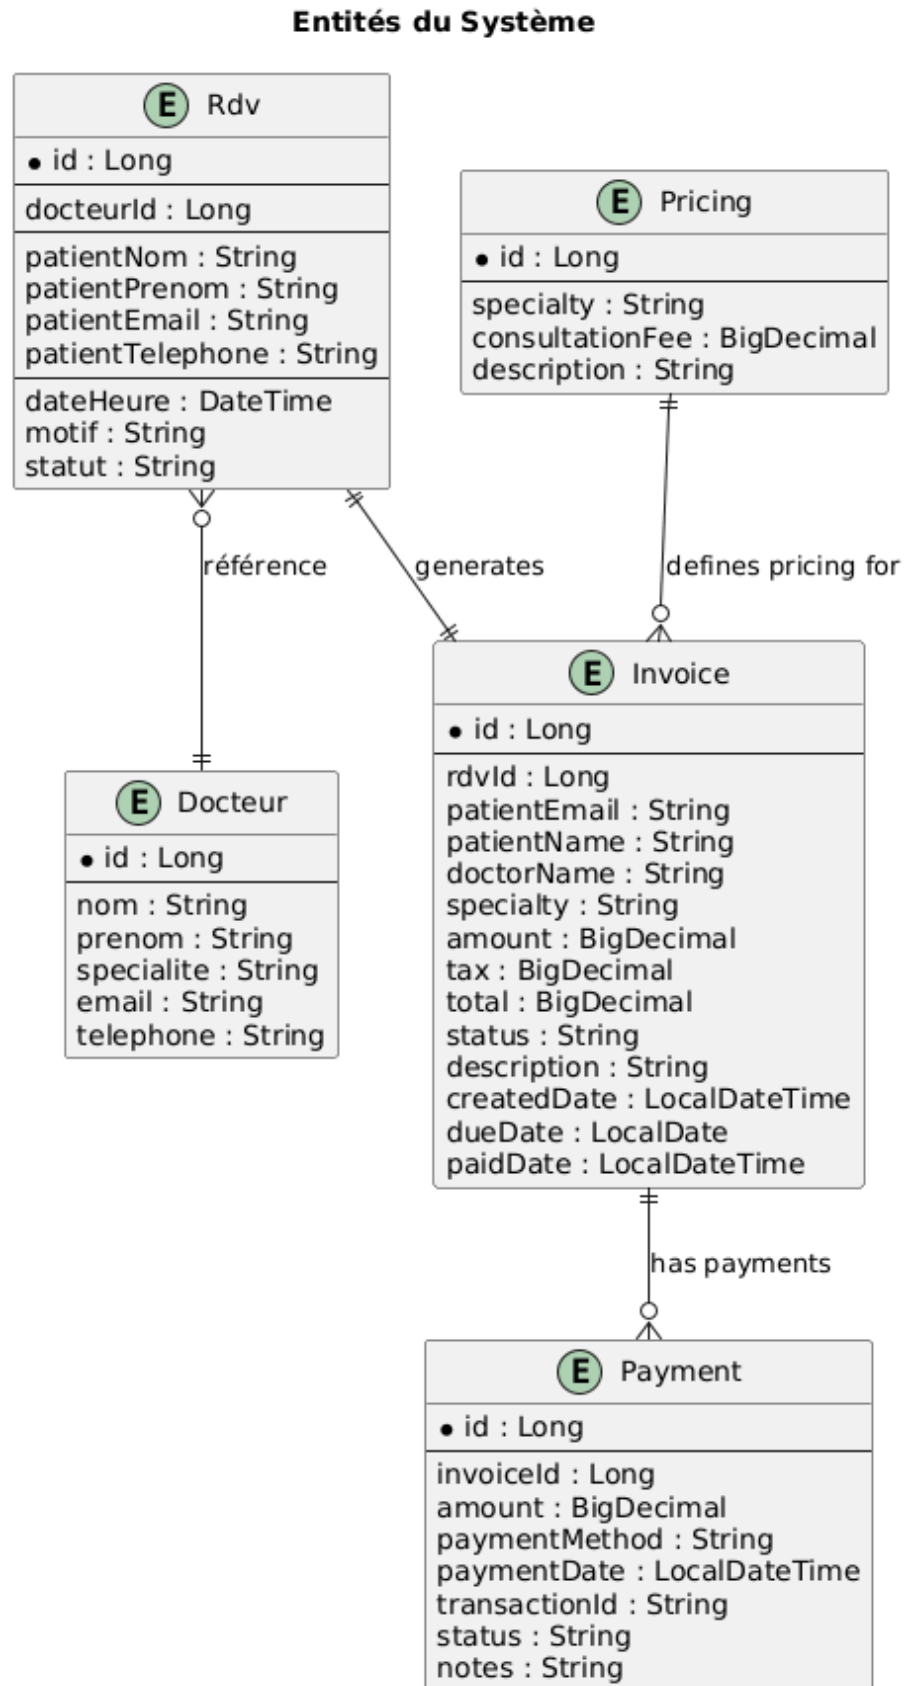 Entités du Système
E Rdv
id : Long
docteurId : Long
patientNom : String
patientPrenom : String
patientEmail : String
patientTelephone : String
dateHeure : DateTime
motif : String
statut : String
E Pricing
id : Long
specialty : String
consultationFee : BigDecimal
description : String
référence
generates
defines pricing for
E Docteur
id : Long
nom : String
prenom : String
specialite : String
email : String
telephone : String
E Invoice
id : Long
rdvId : Long
patientEmail : String
patientName : String
doctorName : String
specialty : String
amount : BigDecimal
tax : BigDecimal
total : BigDecimal
status : String
description : String
createdDate : LocalDateTime
dueDate : LocalDate
paidDate : LocalDateTime
has payments
E Payment
id : Long
invoiceId : Long
amount : BigDecimal
paymentMethod : String
paymentDate : LocalDateTime
transactionId : String
status : String
notes : String